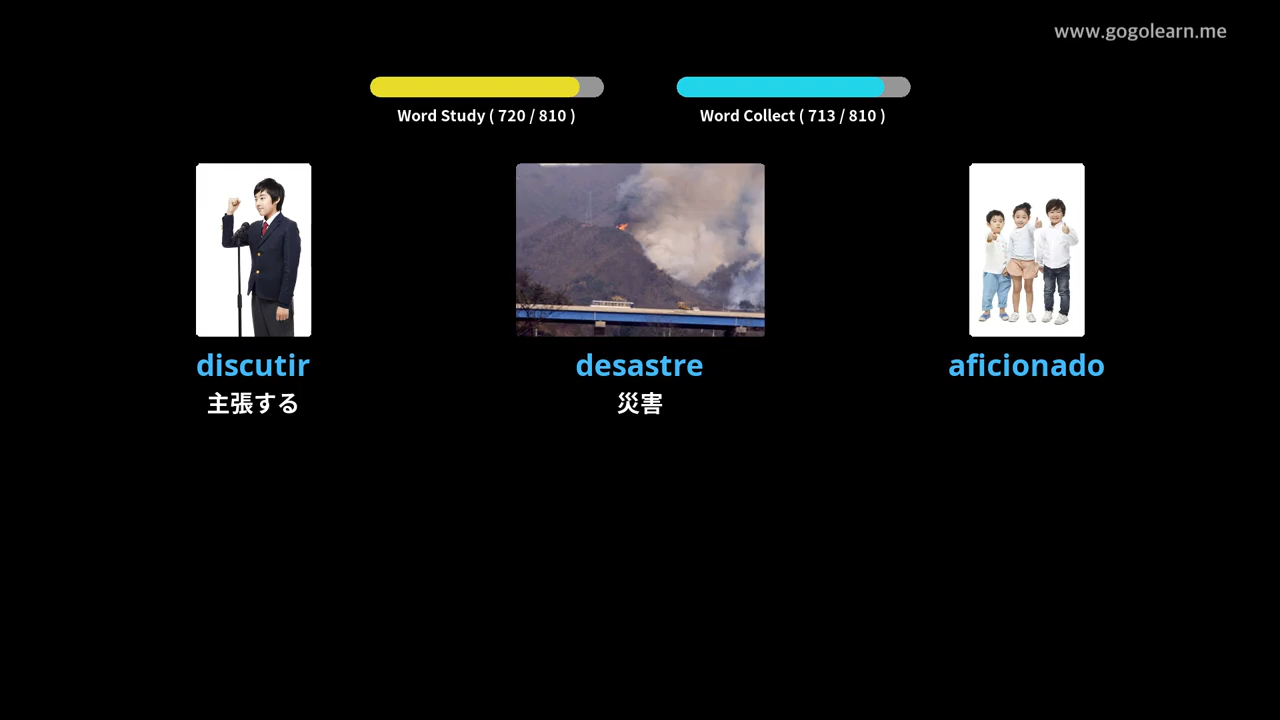 www.gogolearn.me
Word Study ( 720 / 810 )
Word Collect ( 713 / 810 )
discutir
主張する
desastre
災害
aficionado